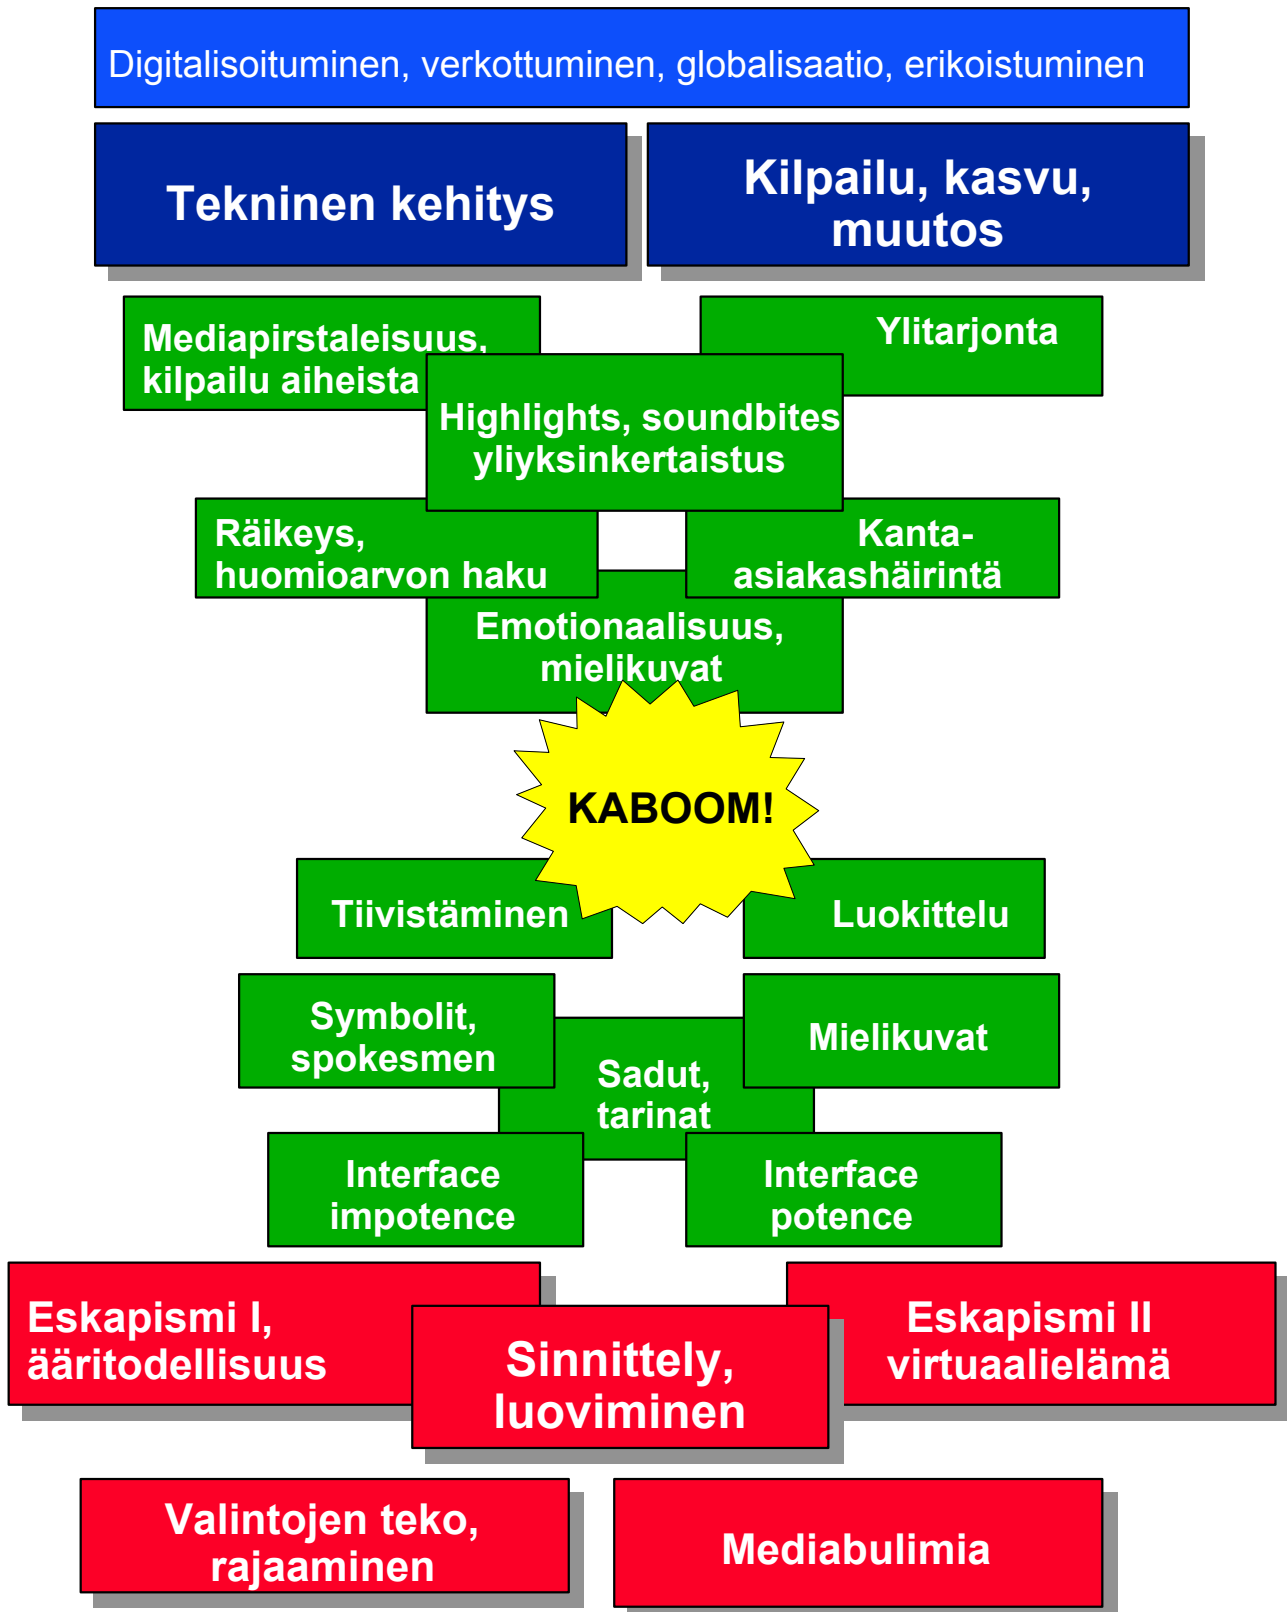 Digitalisoituminen, verkottuminen, globalisaatio, erikoistuminen
Tekninen kehitys
Kilpailu, kasvu,
muutos
Mediapirstaleisuus,
kilpailu aiheista
Ylitarjonta
Highlights, soundbites
yliyksinkertaistus
Räikeys,
huomioarvon haku
Kanta-
asiakashäirintä
Emotionaalisuus,
mielikuvat
KABOOM!
Tiivistäminen
Luokittelu
Symbolit,
spokesmen
Mielikuvat
Sadut,
tarinat
Interface
impotence
Interface
potence
Eskapismi I,
ääritodellisuus
Sinnittely,
luoviminen
Eskapismi II
virtuaalielämä
Valintojen teko,
rajaaminen
Mediabulimia